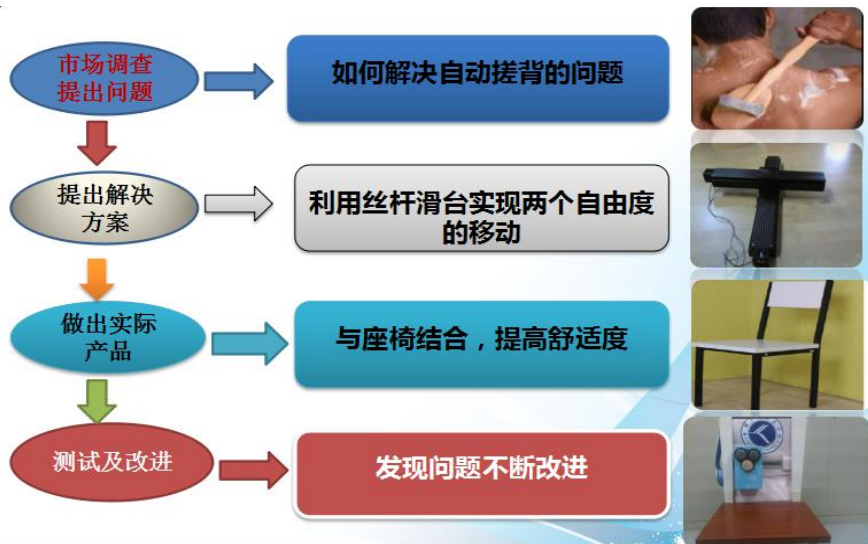 市场调查
提出问题
如何解决自动搓背的问题
提出解决
方案
利用丝杆滑台实现两个自由度
的移动
做出实际
产品
与座椅结合，提高舒适度
测试及改进
发现问题不断改进